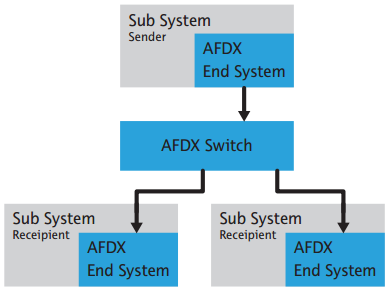 Sub System
Sender
AFDX
End System
AFDX Switch
Sub System
Receipient
AFDX
End System
Sub System
Receipient
AFDX
End System